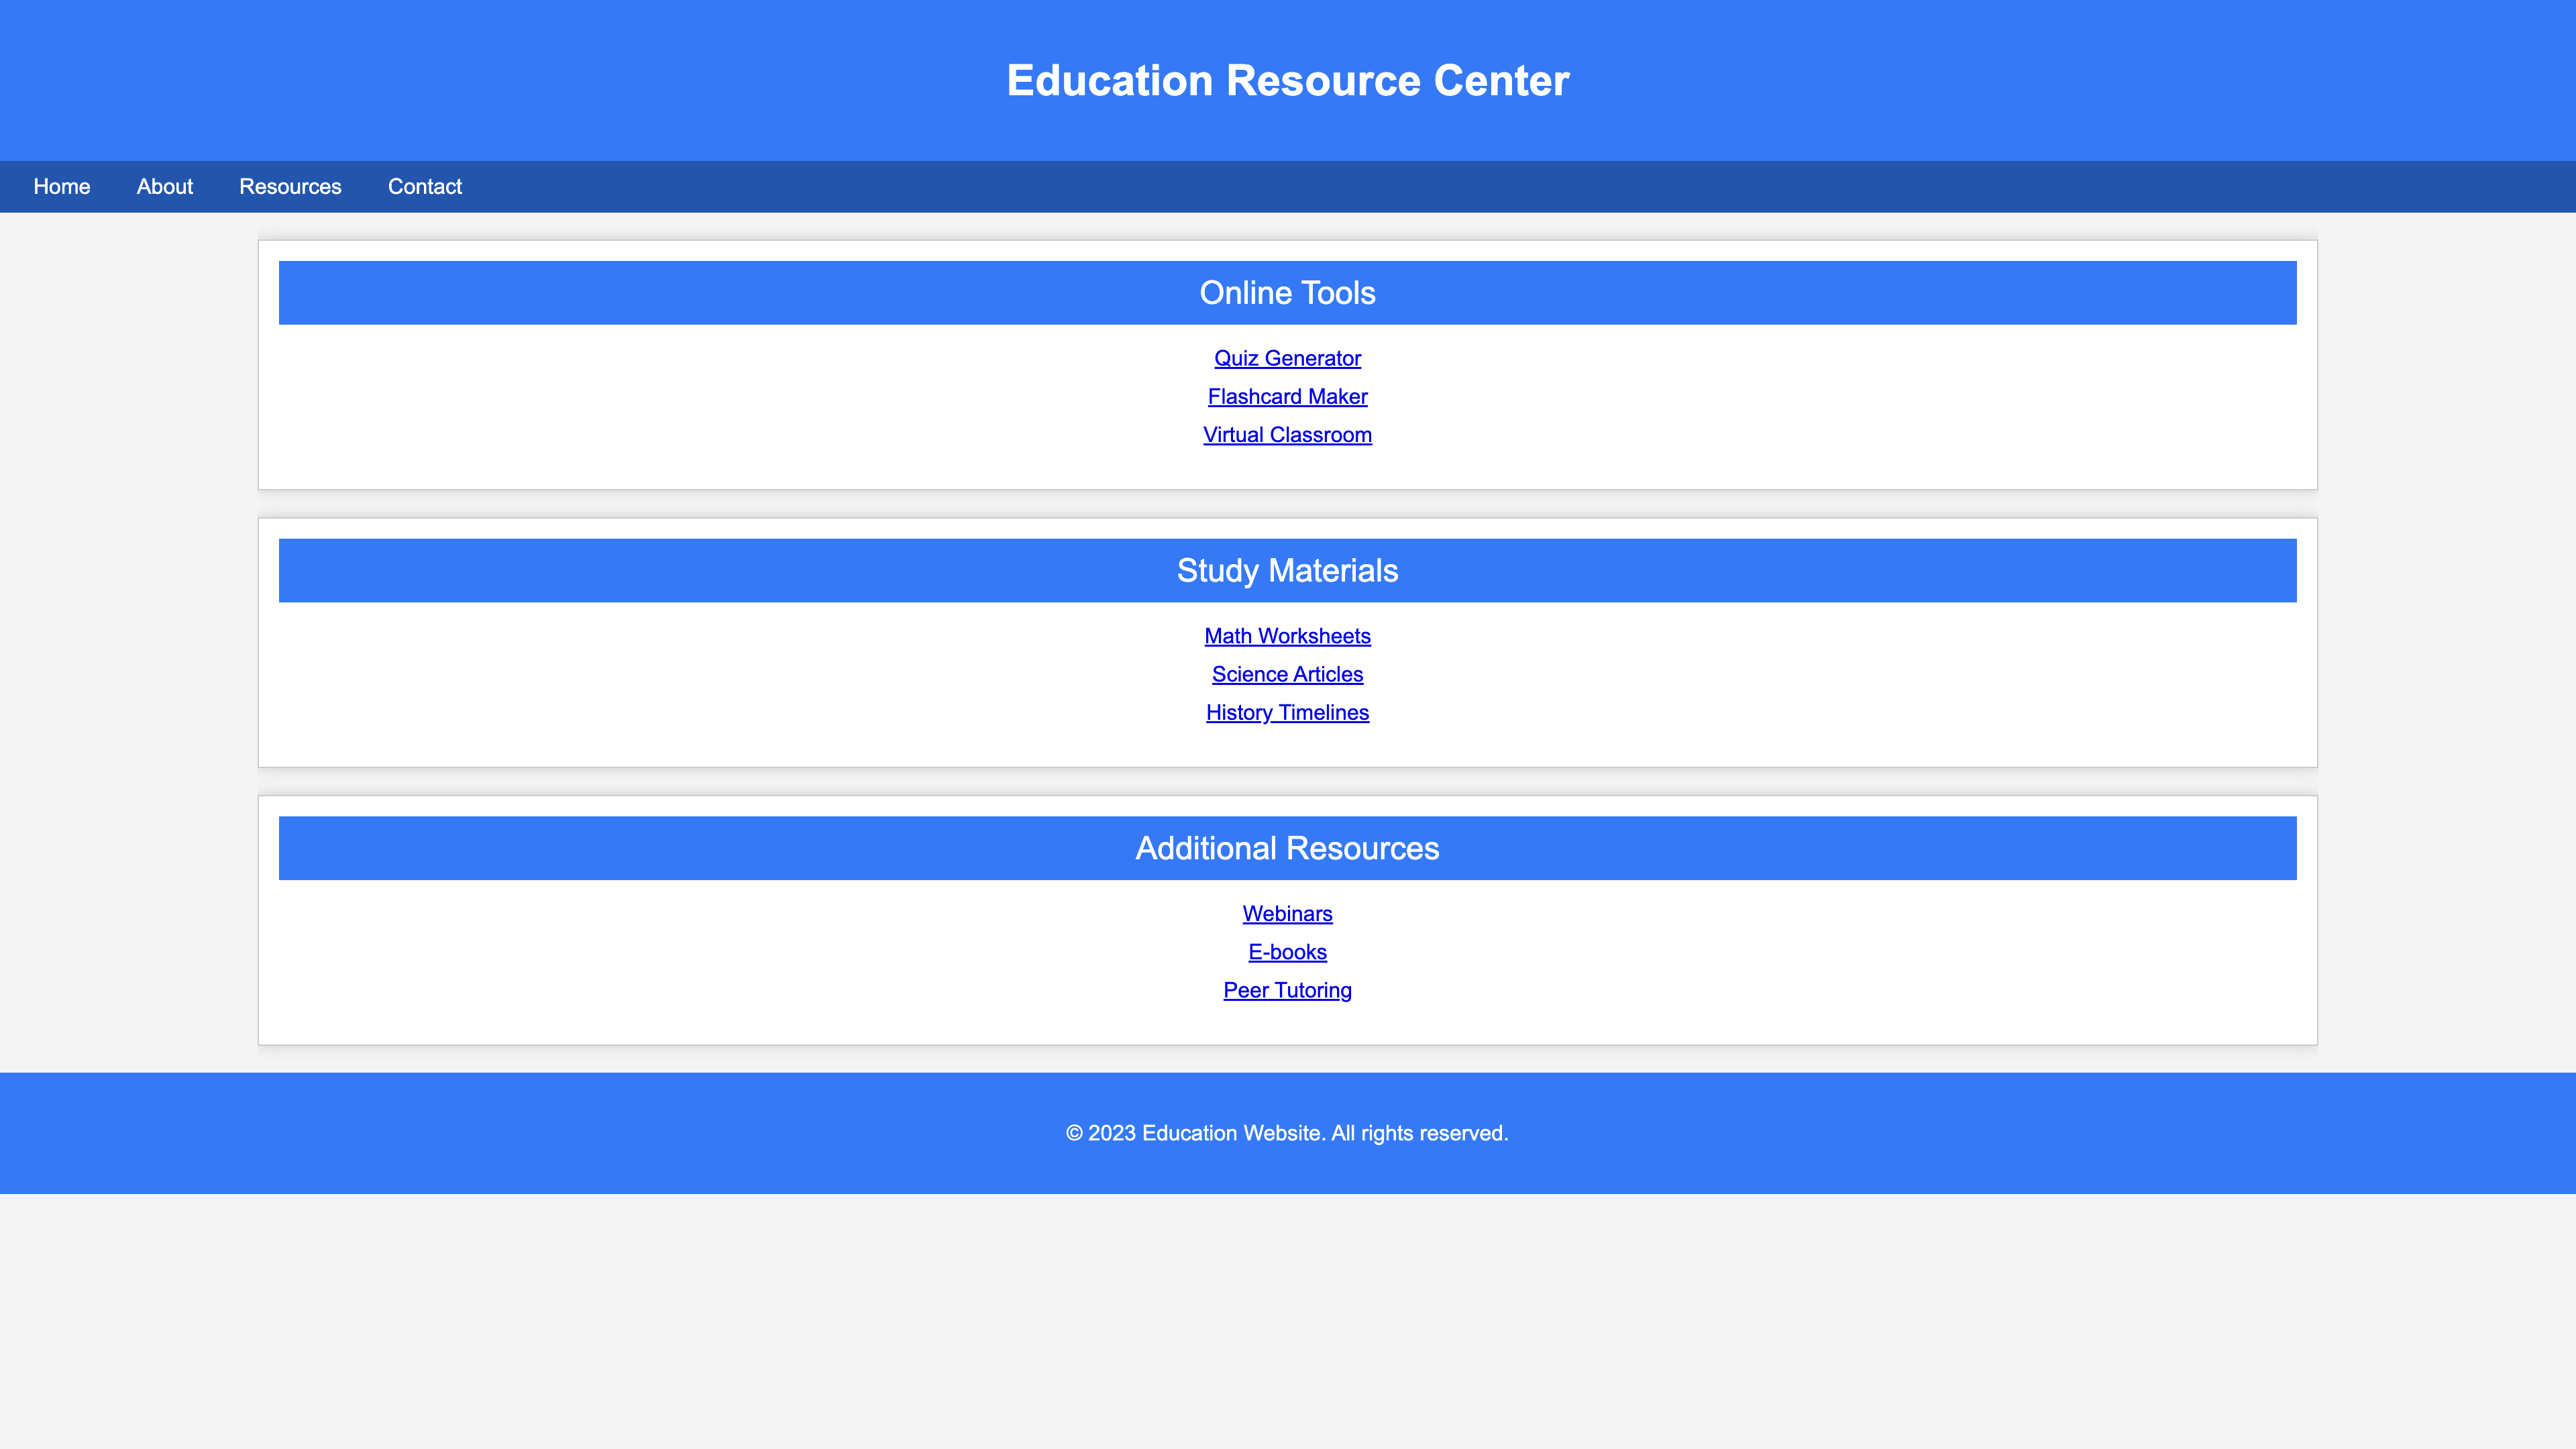 Education Resource Center
Home About Resources Contact
Online Tools
Quiz Generator
Flashcard Maker
Virtual Classroom
Study Materials
Math Worksheets
Science Articles
History Timelines
Additional Resources
Webinars
E-books
Peer Tutoring
© 2023 Education Website. All rights reserved.